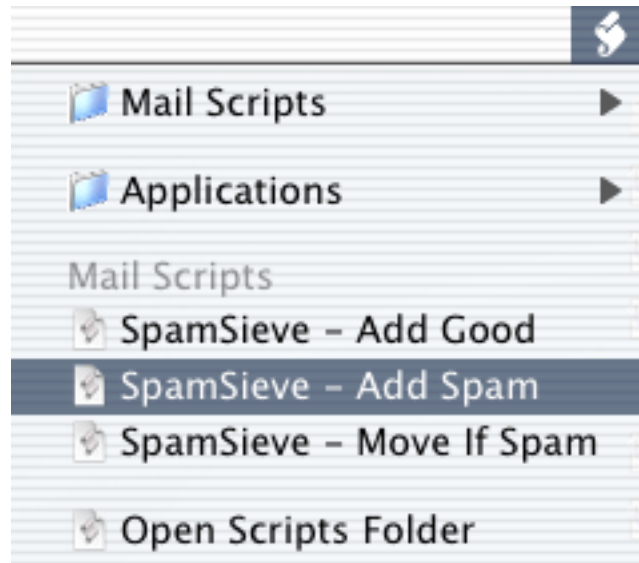 Mail Scripts
Applications
Mail Scripts
SpamSieve – Add Good
SpamSieve – Add Spam
SpamSieve – Move If Spam
Open Scripts Folder